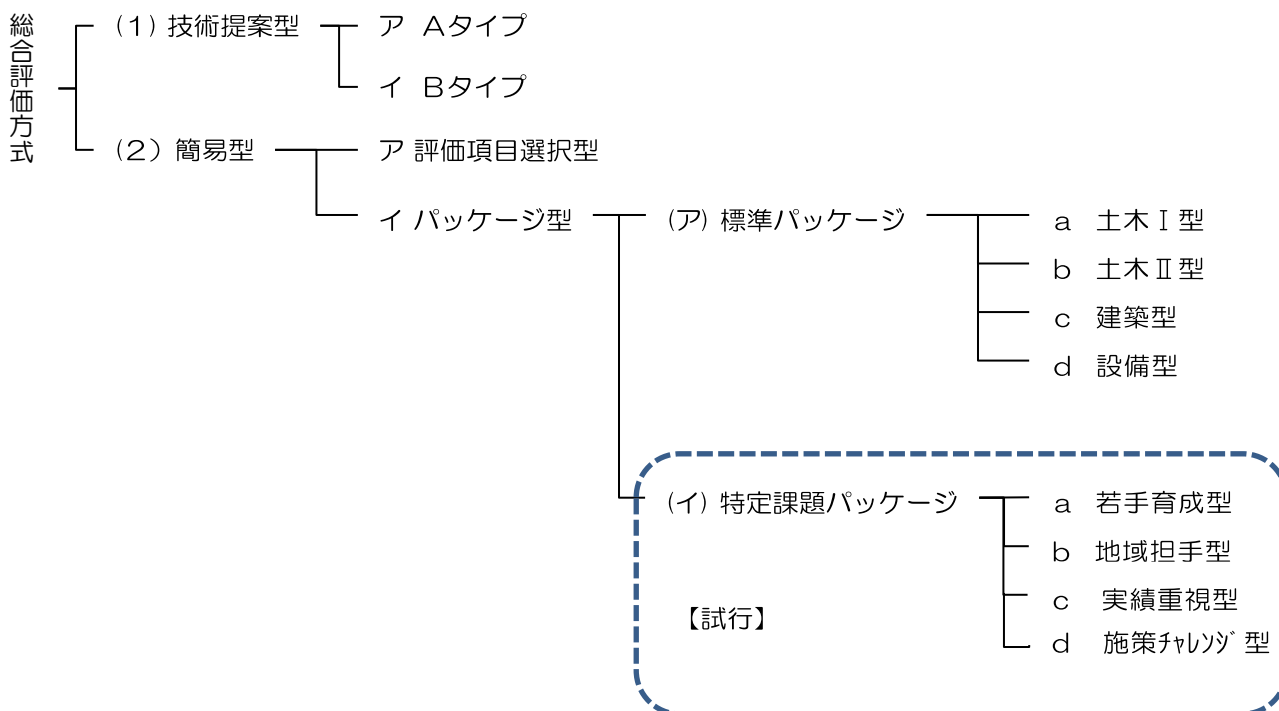 総合評価方式
(1) 技術提案型
ア Aタイプ
イ Bタイプ
(2) 簡易型
ア 評価項目選択型
イ パッケージ型
(ア) 標準パッケージ
a 土木Ⅰ型
b 土木Ⅱ型
c 建築型
d 設備型
(イ) 特定課題パッケージ
a 若手育成型
b 地域担手型
c 実績重視型
【試行】
d 施策ﾁｬﾚﾝｼﾞ型